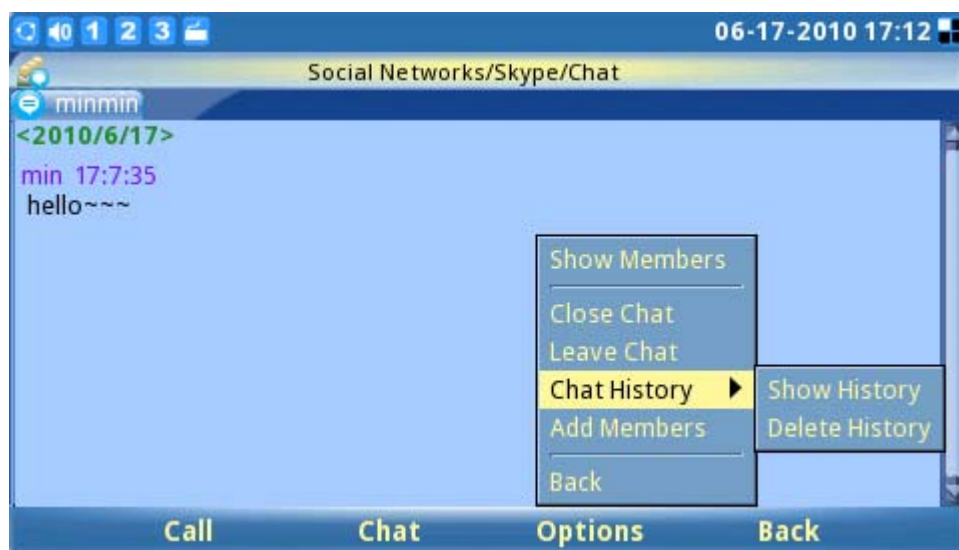 1 2 3 06-17-2010 17:12
Social Networks/Skype/Chat
minmin
<2010/6/17>
min 17:7:35
hello~~~
Show Members
Close Chat
Leave Chat
Chat History
Add Members
Back
Show History
Delete History
Call Chat Options Back